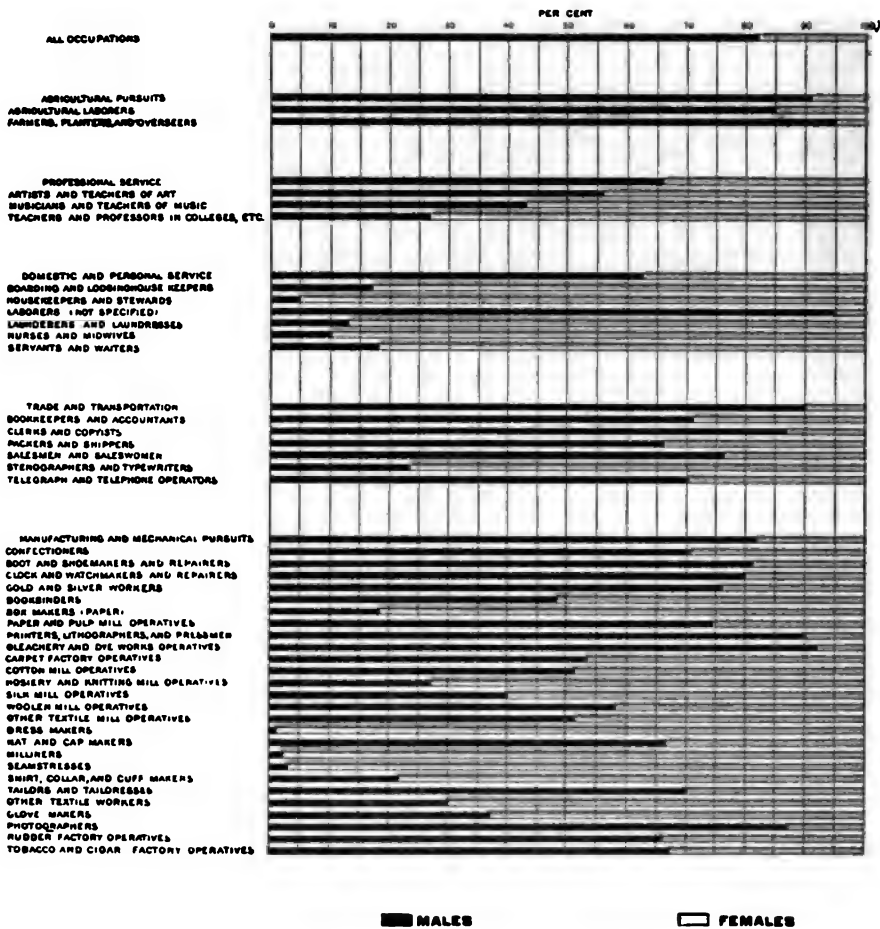 PER CENT
0 10 20 30 40 50 60 70 80 90
ALL OCCUPATIONS
AGRICULTURAL PURSUITS
AGRICULTURAL LABORERS
FARMERS, PLANTERS, AND OVERSEERS
PROFESSIONAL SERVICE
ARTISTS AND TEACHERS OF ART
MUSICIANS AND TEACHERS OF MUSIC
TEACHERS AND PROFESSORS IN COLLEGES, ETC.
DOMESTIC AND PERSONAL SERVICE
BOARDING AND LODGINGHOUSE KEEPERS
HOUSEKEEPERS AND STEWARDS
LABORERS (NOT SPECIFIED)
LAUNDERERS AND LAUNDRESSES
NURSES AND MIDWIVES
SERVANTS AND WAITERS
TRADE AND TRANSPORTATION
BOOKKEEPERS AND ACCOUNTANTS
CLERKS AND COPYISTS
PACKERS AND SHIPPERS
SALESMEN AND SALESWOMEN
STENOGRAPHERS AND TYPEWRITERS
TELEGRAPH AND TELEPHONE OPERATORS
MANUFACTURING AND MECHANICAL PURSUITS
CONFECTIONERS
BOOT AND SHOEMAKERS AND REPAIRERS
CLOCK AND WATCHMAKERS AND REPAIRERS
GOLD AND SILVER WORKERS
BOOKBINDERS
BOX MAKERS (PAPER)
PAPER AND PULP MILL OPERATIVES
PRINTERS, LITHOGRAPHERS, AND PRESSMEN
BLEACHERY AND DYE WORKS OPERATIVES
CARPET FACTORY OPERATIVES
COTTON MILL OPERATIVES
HOSIERY AND KNITTING MILL OPERATIVES
SILK MILL OPERATIVES
WOOLEN MILL OPERATIVES
OTHER TEXTILE MILL OPERATIVES
DRESS MAKERS
HAT AND CAP MAKERS
MILLINERS
SEAMSTRESSES
SHIRT, COLLAR, AND CUFF MAKERS
TAILORS AND TAILORESSES
OTHER TEXTILE WORKERS
GLOVE MAKERS
PHOTOGRAPHERS
RUBBER FACTORY OPERATIVES
TOBACCO AND CIGAR FACTORY OPERATIVES
MALES FEMALES